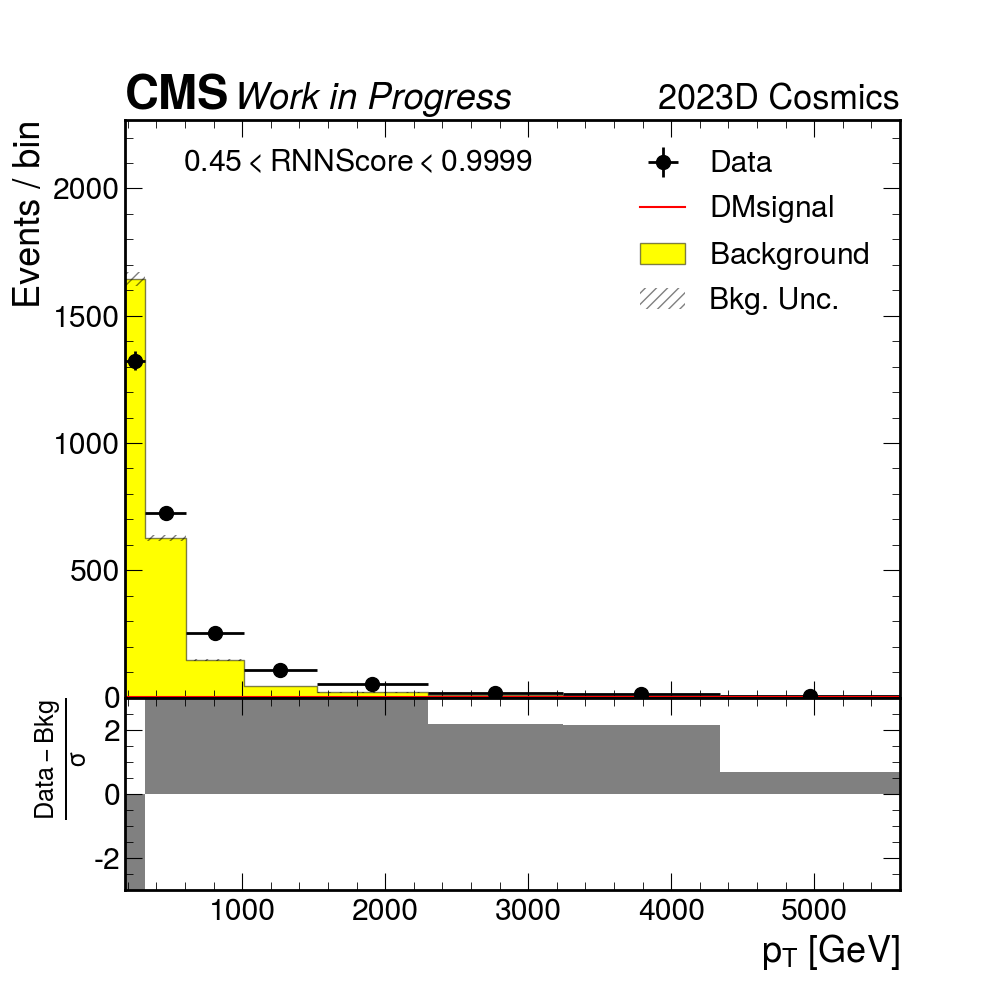 CMS Work in Progress 2023D Cosmics
Events / bin
0.45 < RNNScore < 0.9999
Data
DMsignal
Background
Bkg. Unc.
2000
1500
1000
500
0
Data – Bkg
σ
2
0
-2
1000 2000 3000 4000 5000
pT [GeV]